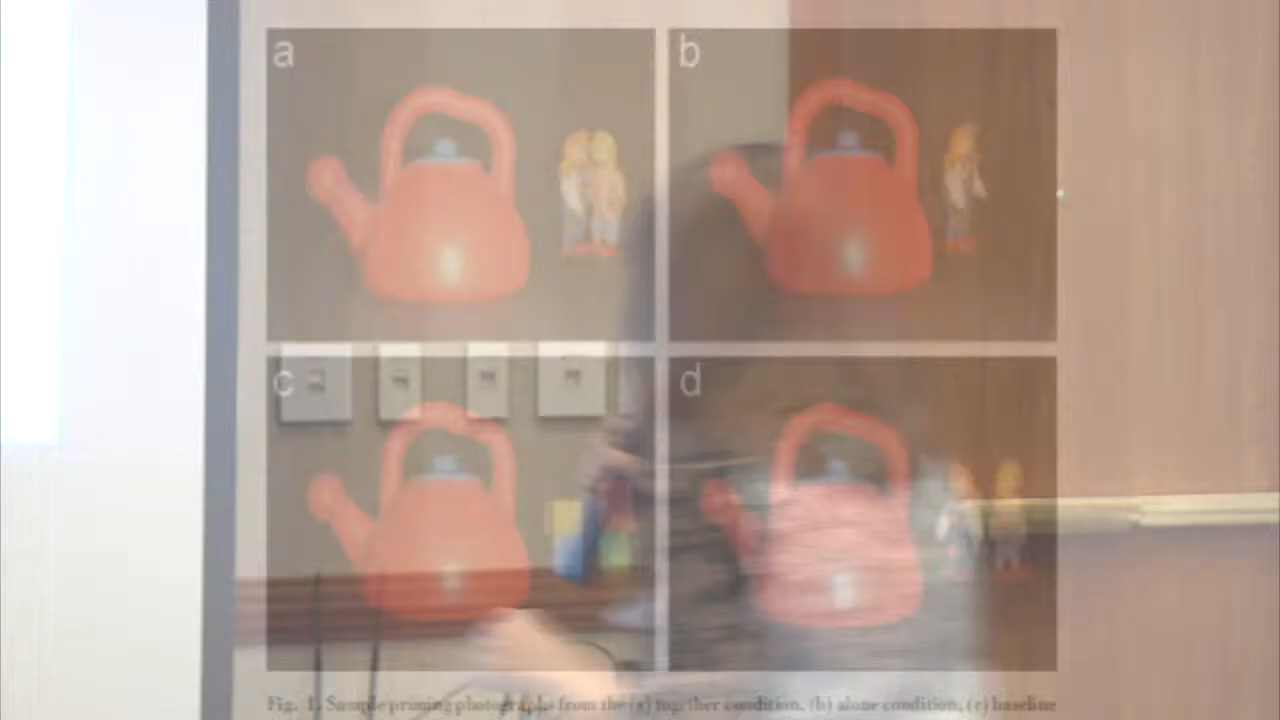 a
b
c
d
Fig. 1. Sample priming photographs from the (a) together condition, (b) alone condition, (c) baseline